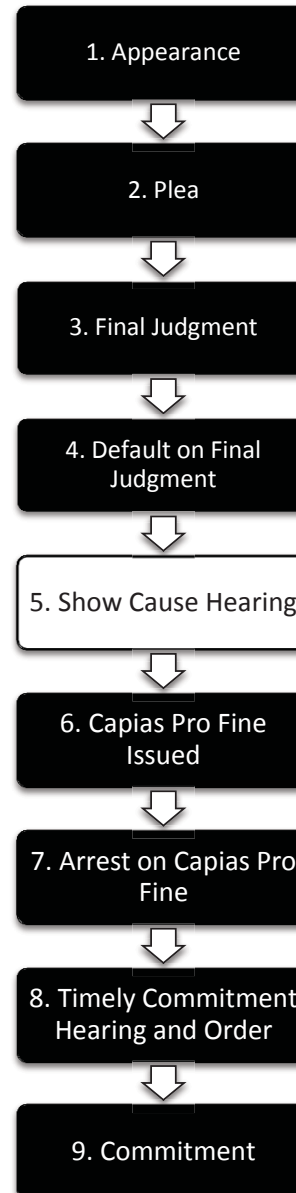 1. Appearance
2. Plea
3. Final Judgment
4. Default on Final
Judgment
5. Show Cause Hearing
6. Capias Pro Fine
Issued
7. Arrest on Capias Pro
Fine
8. Timely Commitment
Hearing and Order
9. Commitment